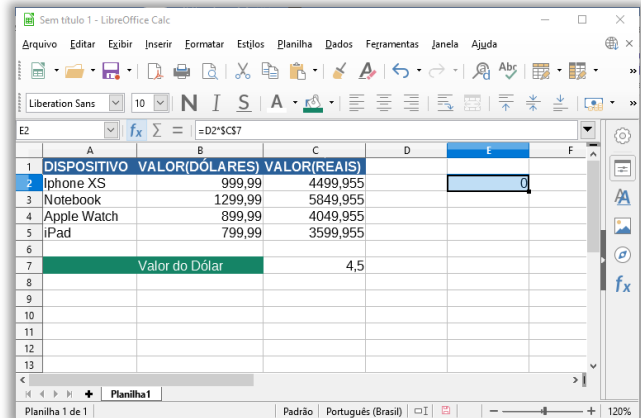 Sem título 1 - LibreOffice Calc
Arquivo Editar Exibir Inserir Formatar Estilos Planilha Dados Ferramentas Janela Ajuda
Liberation Sans 10 N I S A
E2 fx Σ = =D2*$C$7
A B C D E F
1 DISPOSITIVO VALOR(DÓLARES) VALOR(REAIS)
2 Iphone XS 999,99 4499,955 0
3 Notebook 1299,99 5849,955
4 Apple Watch 899,99 4049,955
5 iPad 799,99 3599,955
6
7 Valor do Dólar 4,5
8
9
10
11
12
13
Planilha1
Planilha 1 de 1 Padrão Português (Brasil) 120%